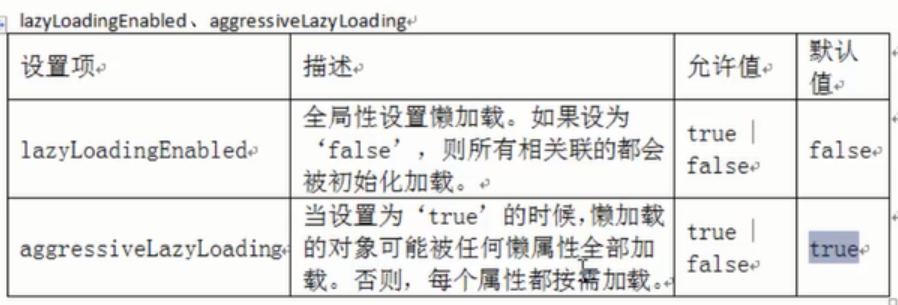 lazyLoadingEnabled、aggressiveLazyLoading
设置项 描述 允许值 默认
值
lazyLoadingEnabled
全局性设置懒加载。如果设为
‘false’，则所有相关联的都会
被初始化加载。
true |
false
false
aggressiveLazyLoading
当设置为‘true’的时候，懒加载
的对象可能被任何懒属性全部加
载。否则，每个属性都按需加载。
true |
false
true